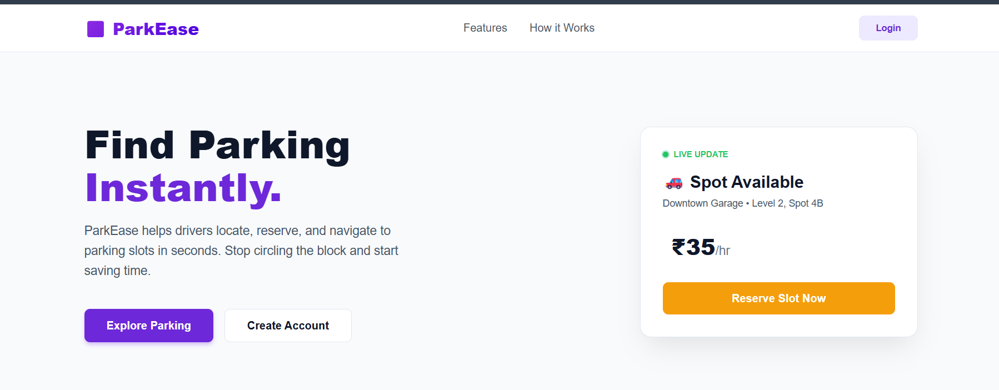 ParkEase
Features
How it Works
Login
Find Parking
Instantly.
ParkEase helps drivers locate, reserve, and navigate to
parking slots in seconds. Stop circling the block and start
saving time.
Explore Parking
Create Account
LIVE UPDATE
Spot Available
Downtown Garage • Level 2, Spot 4B
₹35/hr
Reserve Slot Now